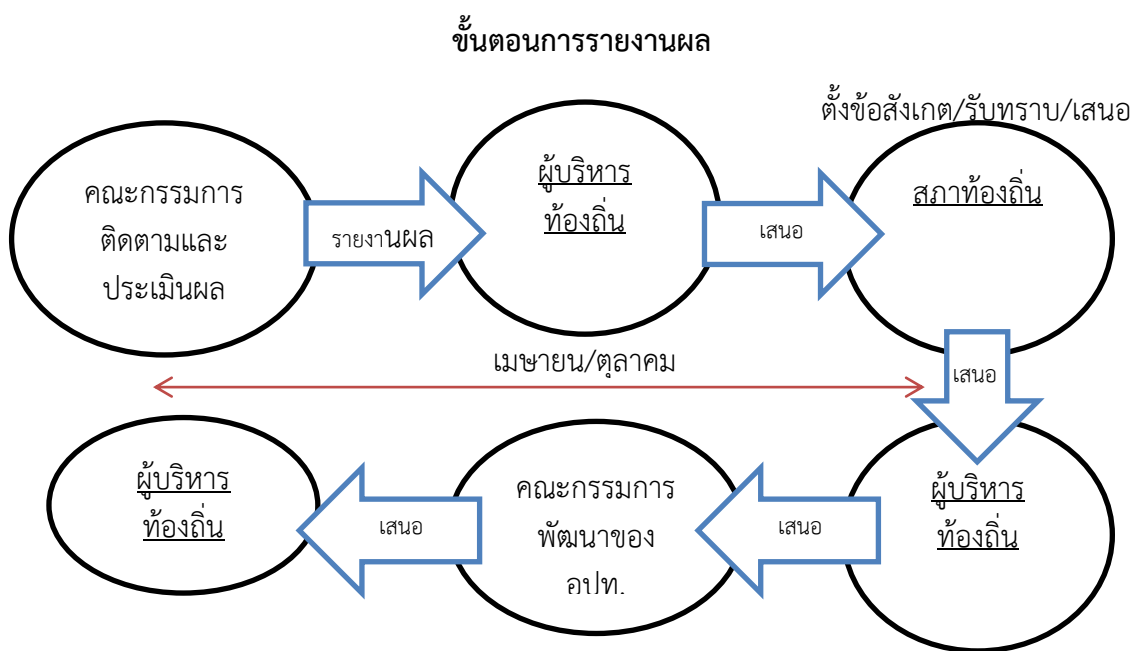 ขั้นตอนการรายงานผล
ตั้งข้อสังเกต/รับทราบ/เสนอ
คณะกรรมการ
ติดตามและ
ประเมินผล
รายงานผล
ผู้บริหาร
ท้องถิ่น
เสนอ
สภาท้องถิ่น
เมษายน/ตุลาคม
เสนอ
ผู้บริหาร
ท้องถิ่น
เสนอ
คณะกรรมการ
พัฒนาของ
อปท.
เสนอ
ผู้บริหาร
ท้องถิ่น